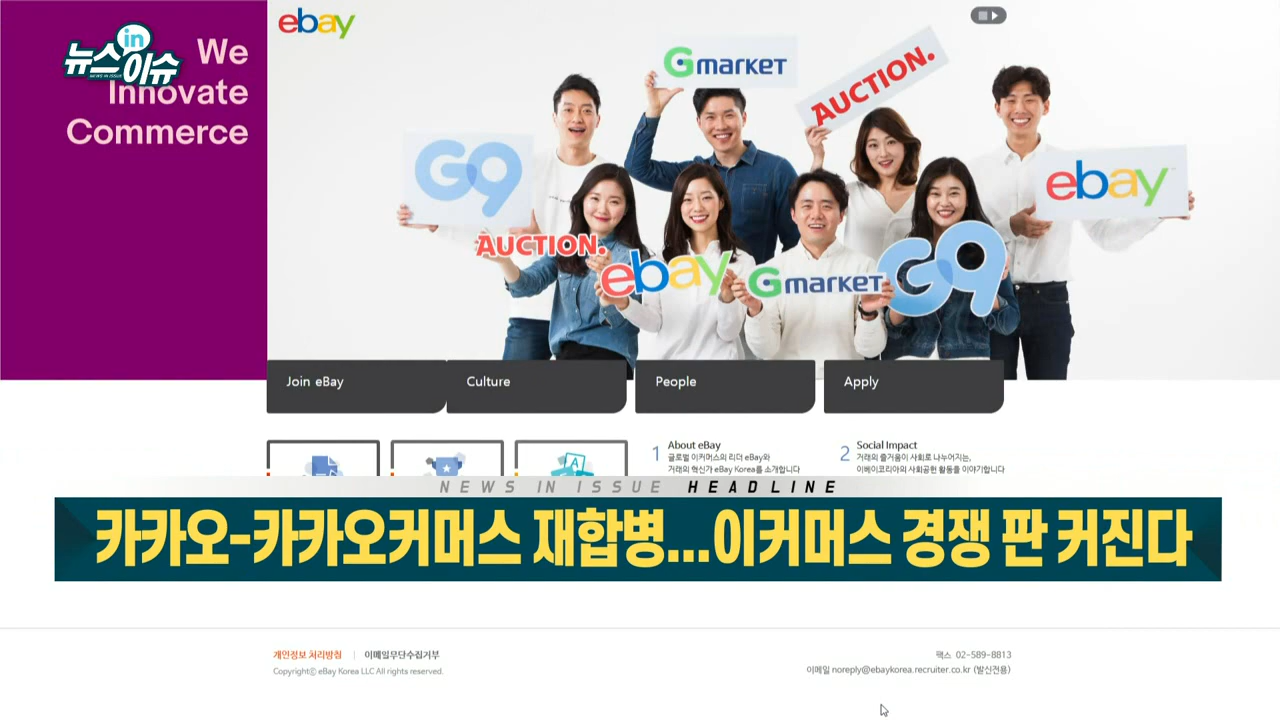 뉴스in이슈
NEWS IN ISSUE
We
Innovate
Commerce
ebay
Gmarket
AUCTION.
G9
ebay
AUCTION.
ebay
Gmarket
G9
Join eBay
Culture
People
Apply
1 About eBay
글로벌 이커머스의 리더 eBay와
거래의 혁신가 eBay Korea를 소개합니다
2 Social Impact
거래의 즐거움이 사회로 나누어지는,
이베이코리아의 사회공헌 활동을 이야기합니다
NEWS IN ISSUE HEADLINE
카카오-카카오커머스 재합병...이커머스 경쟁 판 커진다
개인정보 처리방침 | 이메일무단수집거부
Copyrightⓒ eBay Korea LLC All rights reserved.
팩스 02-589-8813
이메일 noreply@ebaykorea.recruiter.co.kr (발신전용)